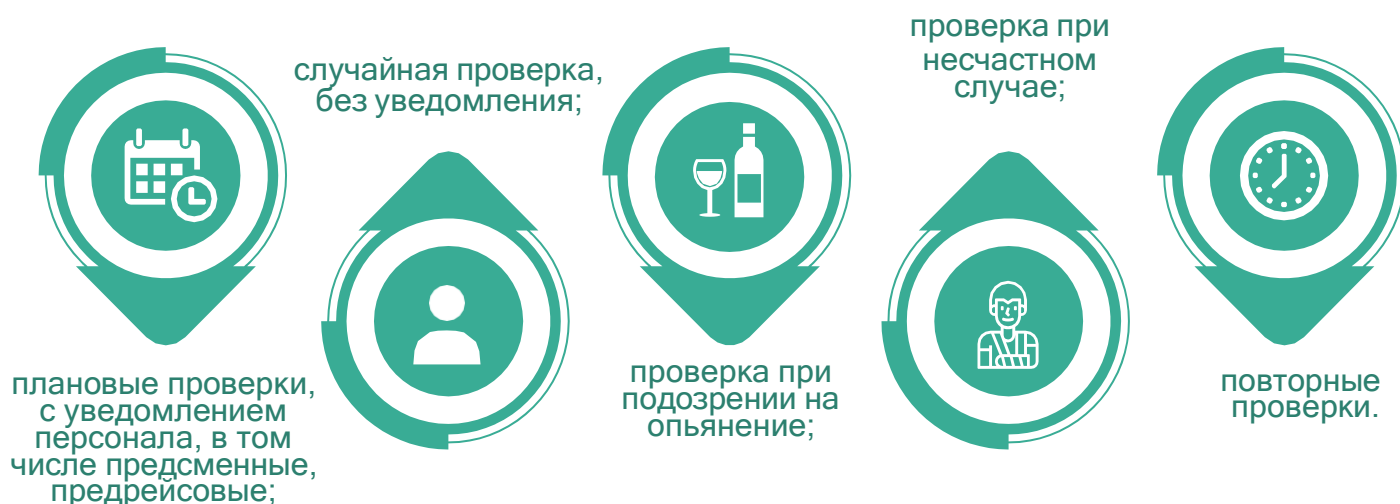 плановые проверки,
с уведомлением
персонала, в том
числе предсменные,
предрейсовые;
случайная проверка,
без уведомления;
проверка при
подозрении на
опьянение;
проверка при
несчастном
случае;
повторные
проверки.